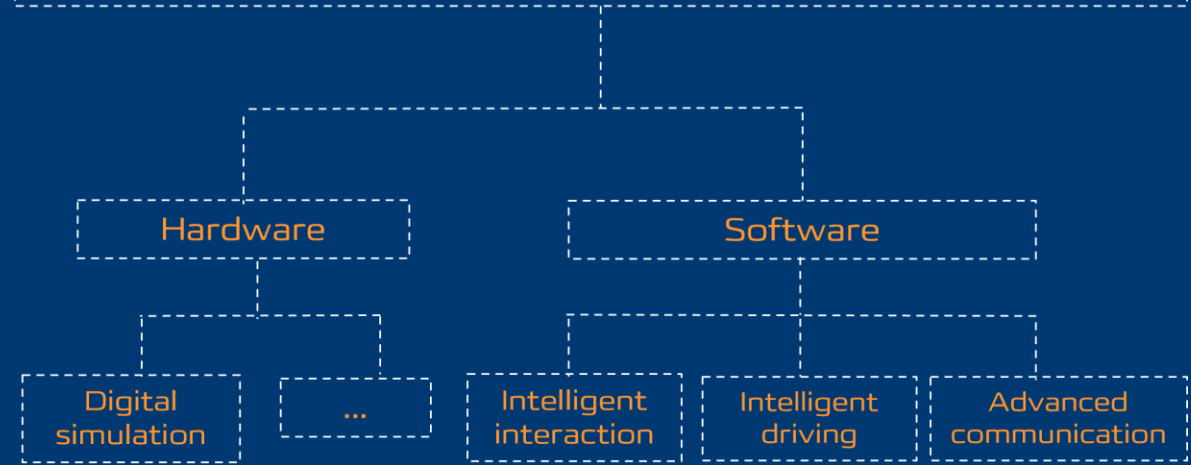 Hardware
Software
Digital
simulation
...
Intelligent
interaction
Intelligent
driving
Advanced
communication